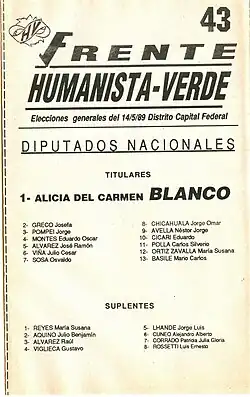 43
HV
FRENTE
HUMANISTA-VERDE
Elecciones generales del 14/5/89 Distrito Capital Federal
DIPUTADOS NACIONALES
TITULARES
1- ALICIA DEL CARMEN BLANCO
2- GRECO Josefa
3- POMPEI Jorge
4- MONTES Eduardo Oscar
5- ALVAREZ José Ramón
6- VIÑA Julio Cesar
7- SOSA Osvaldo
8- CHICAHUALA Jorge Omar
9- AVELLA Néstor Jorge
10- CICARI Eduardo
11- POLLA Carlos Silverio
12- ORTIZ ZAVALLA María Susana
13- BASILE Mario Carlos
SUPLENTES
1- REYES María Susana
2- AQUINO Julio Benjamín
3- ALVAREZ Raúl
4- VIGLIECA Gustavo
5- LHANDE Jorge Luis
6- CUNEO Alejandro Alberto
7- CORRADO Patricia Julia Gloria
8- ROSSETTI Luis Ernesto